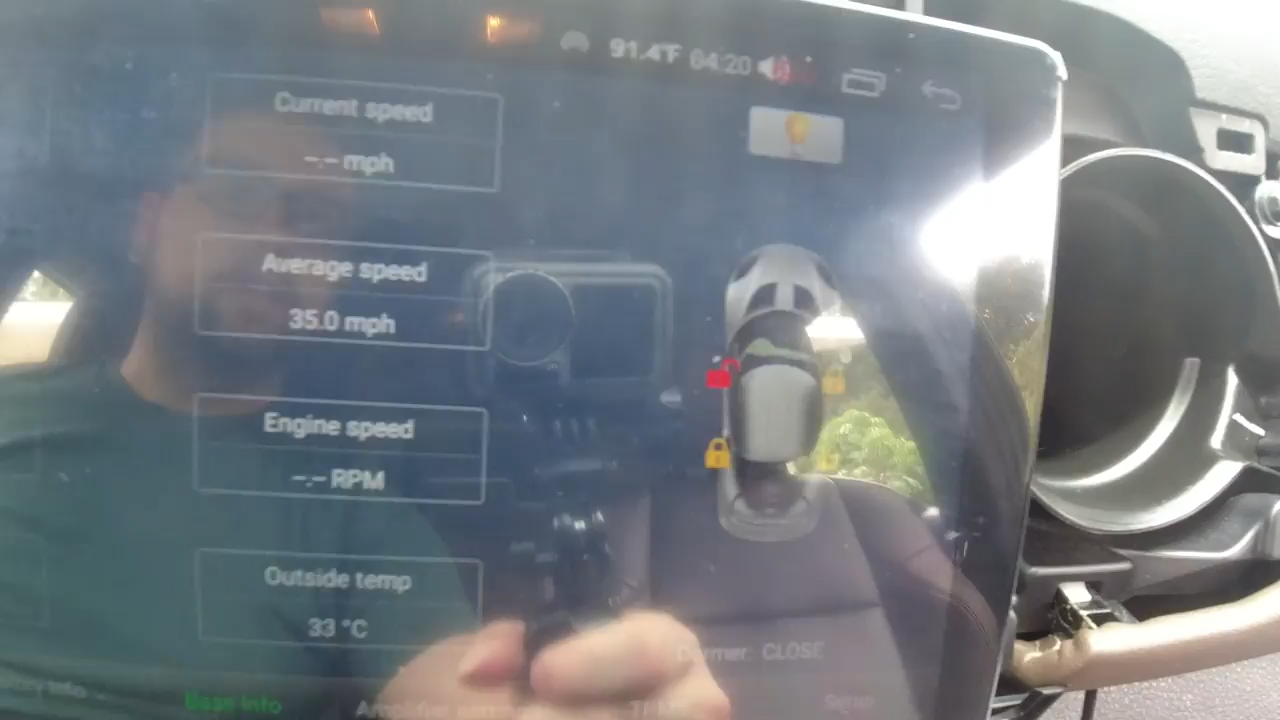 91.4°F 04:20
Current speed
-.- mph
Average speed
35.0 mph
Engine speed
-.- RPM
Outside temp
33 °C
CLOSE
Base info